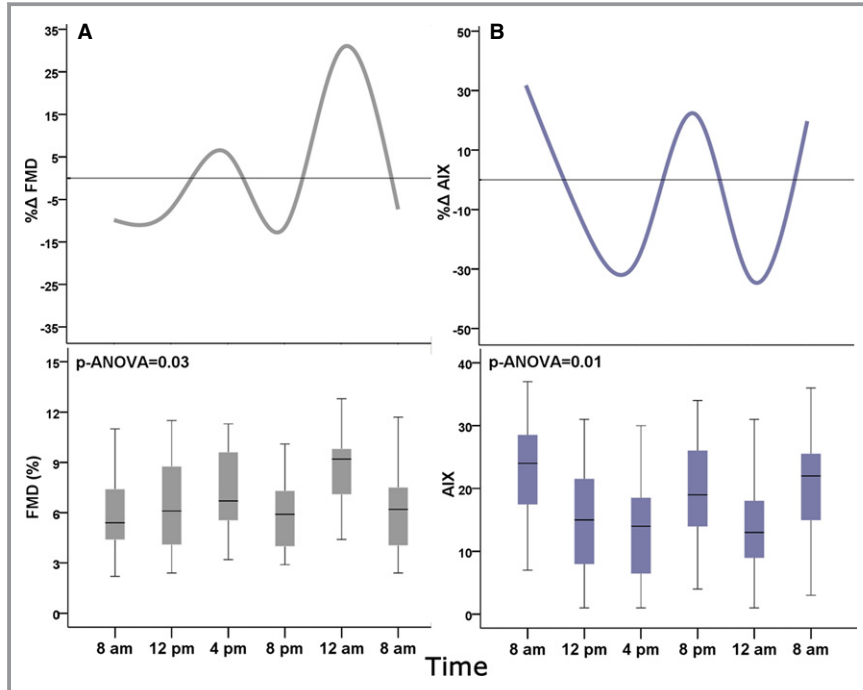 A
35
25
15
5
-5
-15
-25
-35
%Δ FMD
B
50
30
10
-10
-30
-50
%Δ AIX
p-ANOVA=0.03
15
12
9
6
3
0
FMD (%)
8 am 12 pm 4 pm 8 pm 12 am 8 am
p-ANOVA=0.01
40
30
20
10
0
AIX
8 am 12 pm 4 pm 8 pm 12 am 8 am
Time